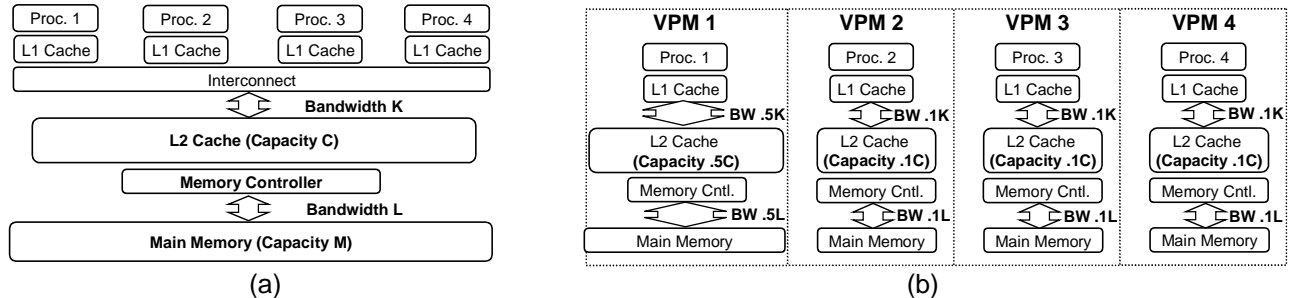 Proc. 1 Proc. 2 Proc. 3 Proc. 4
L1 Cache L1 Cache L1 Cache L1 Cache
Interconnect
Bandwidth K
L2 Cache (Capacity C)
Memory Controller
Bandwidth L
Main Memory (Capacity M)
(a)
VPM 1 VPM 2 VPM 3 VPM 4
Proc. 1 Proc. 2 Proc. 3 Proc. 4
L1 Cache L1 Cache L1 Cache L1 Cache
BW .5K BW .1K BW .1K BW .1K
L2 Cache L2 Cache L2 Cache L2 Cache
(Capacity .5C) (Capacity .1C) (Capacity .1C) (Capacity .1C)
Memory Cntl. Memory Cntl. Memory Cntl. Memory Cntl.
BW .5L BW .1L BW .1L BW .1L
Main Memory Main Memory Main Memory Main Memory
(b)